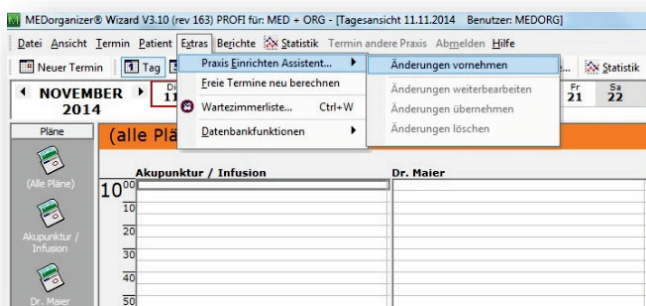 MEDorganizer® Wizard V3.10 (rev 163) PROFI für: MED + ORG - [Tagesansicht 11.11.2014   Benutzer: MEDORG]
Datei Ansicht Termin Patient Extras Berichte Statistik Termin andere Praxis Abmelden Hilfe
Neuer Termin Tag
Statistik
Praxis Einrichten Assistent...
Freie Termine neu berechnen
Wartezimmerliste... Ctrl+W
Datenbankfunktionen
Änderungen vornehmen
Änderungen weiterbearbeiten
Änderungen übernehmen
Änderungen löschen
NOVEMBER
2014
Di
11
Fr
21
Sa
22
Pläne
(Alle Pläne)
Akupunktur /
Infusion
Dr. Maier
(alle Plä
Akupunktur / Infusion Dr. Maier
10 00
10
20
30
40
50